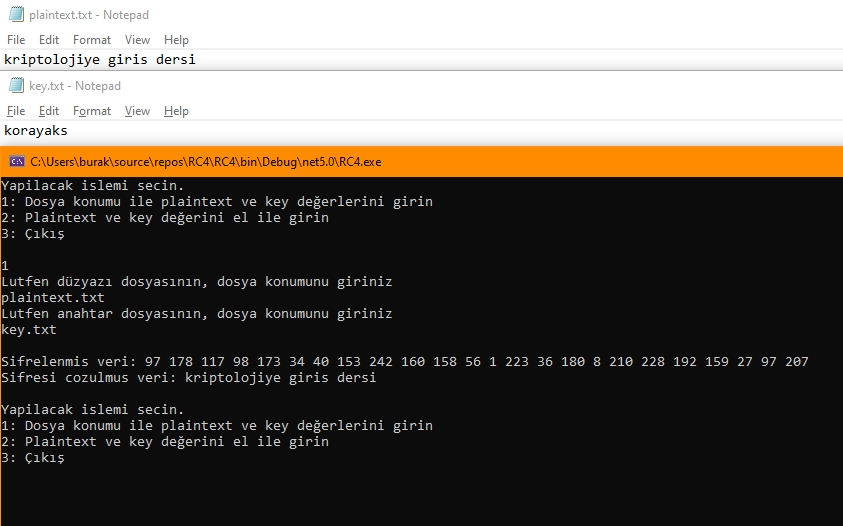 plaintext.txt - Notepad
File Edit Format View Help
kriptolojiye giris dersi
key.txt - Notepad
File Edit Format View Help
korayaks
C:\Users\burak\source\repos\RC4\RC4\bin\Debug\net5.0\RC4.exe
Yapilacak islemi secin.
1: Dosya konumu ile plaintext ve key değerlerini girin
2: Plaintext ve key değerini el ile girin
3: Çıkış
1
Lutfen düzyazı dosyasının, dosya konumunu giriniz
plaintext.txt
Lutfen anahtar dosyasının, dosya konumunu giriniz
key.txt
Sifrelenmis veri: 97 178 117 98 173 34 40 153 242 160 158 56 1 223 36 180 8 210 228 192 159 27 97 207
Sifresi cozulmus veri: kriptolojiye giris dersi
Yapilacak islemi secin.
1: Dosya konumu ile plaintext ve key değerlerini girin
2: Plaintext ve key değerini el ile girin
3: Çıkış